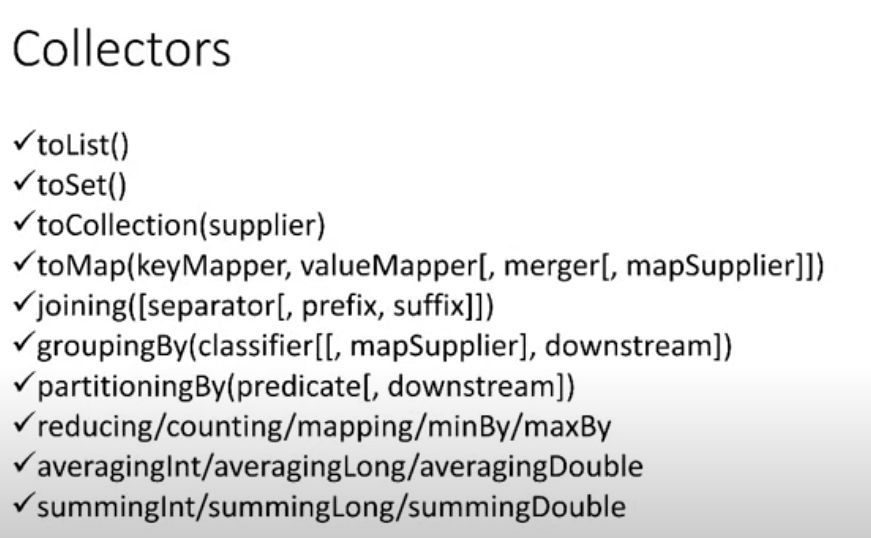 Collectors
✓toList()
✓toSet()
✓toCollection(supplier)
✓toMap(keyMapper, valueMapper[, merger[, mapSupplier]])
✓joining([separator[, prefix, suffix]])
✓groupingBy(classifier[[, mapSupplier], downstream])
✓partitioningBy(predicate[, downstream])
✓reducing/counting/mapping/minBy/maxBy
✓averagingInt/averagingLong/averagingDouble
✓summingInt/summingLong/summingDouble